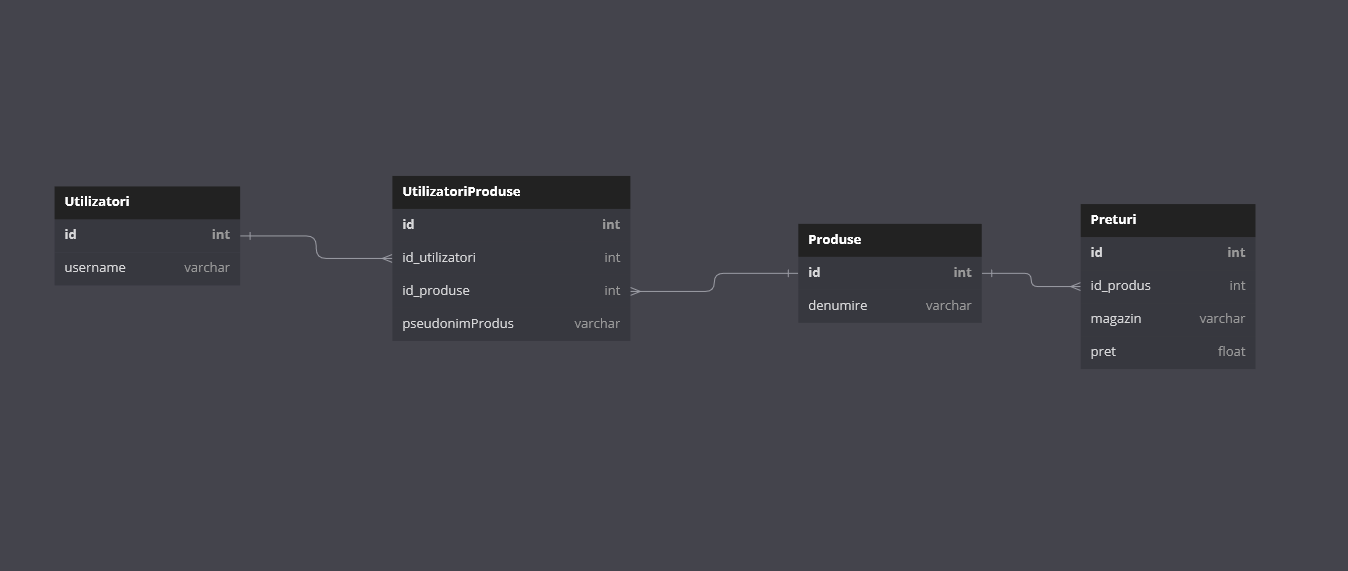 Utilizatori
id int
username varchar
UtilizatoriProduse
id int
id_utilizatori int
id_produse int
pseudonimProdus varchar
Produse
id int
denumire varchar
Preturi
id int
id_produs int
magazin varchar
pret float